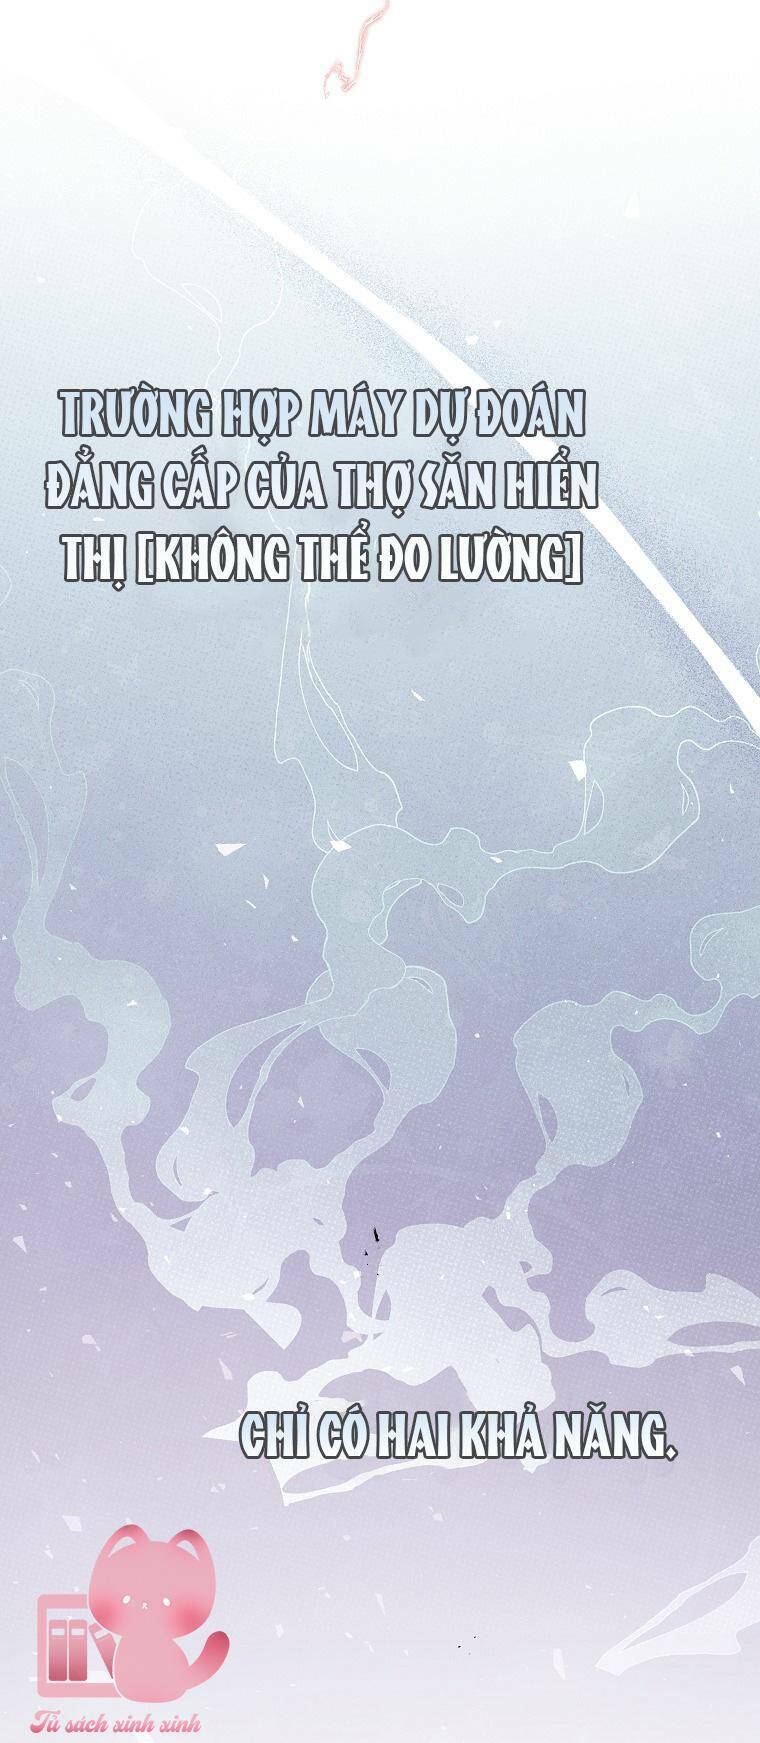 TRƯỜNG HỢP MÁY DỰ ĐOÁN
ĐẲNG CẤP CỦA THỢ SĂN HIỂN
THỊ [KHÔNG THỂ ĐO LƯỜNG]
CHỈ CÓ HAI KHẢ NĂNG.
Tủ sách xinh xinh